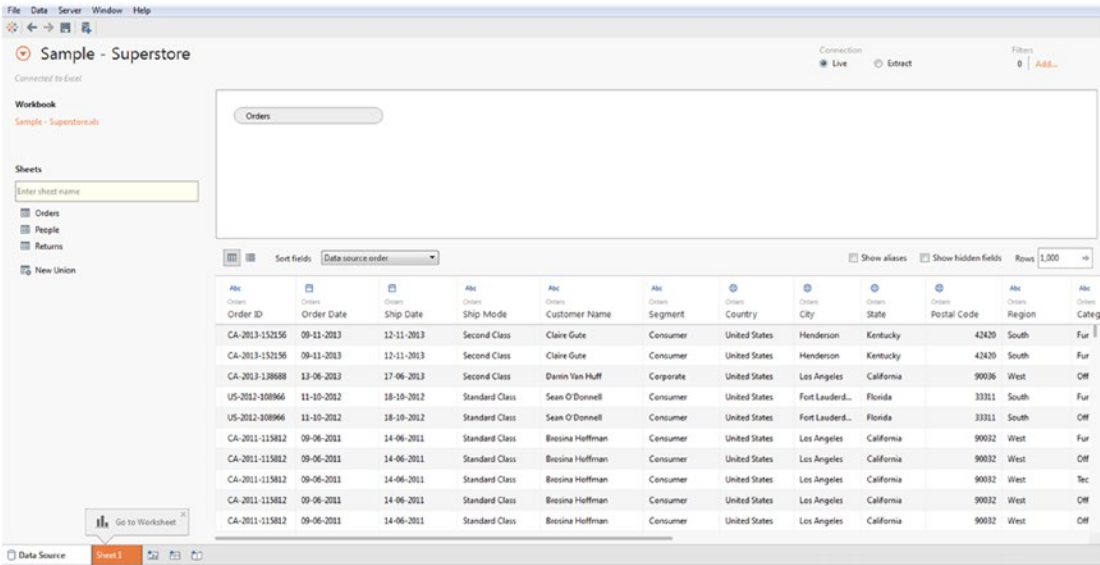 File Data Server Window Help
Sample - Superstore
Connection
Live Extract
Filters
0 Add...
Connected to Excel
Workbook
Sample - Superstore.xls
Orders
Sheets
Enter sheet name
Orders
People
Returns
New Union
Sort fields Data source order Show aliases Show hidden fields Rows 1,000
Abc Abc Abc Abc Abc Abc
Orders Orders Orders Orders Orders Orders Orders Orders Orders Orders Orders Orders
Order ID Order Date Ship Date Ship Mode Customer Name Segment Country City State Postal Code Region Categ
CA-2013-152156 09-11-2013 12-11-2013 Second Class Claire Gute Consumer United States Henderson Kentucky 42420 South Fur
CA-2013-152156 09-11-2013 12-11-2013 Second Class Claire Gute Consumer United States Henderson Kentucky 42420 South Fur
CA-2013-138688 13-06-2013 17-06-2013 Second Class Darrin Van Huff Corporate United States Los Angeles California 90036 West Off
US-2012-108966 11-10-2012 18-10-2012 Standard Class Sean O'Donnell Consumer United States Fort Lauderd... Florida 33311 South Fur
US-2012-108966 11-10-2012 18-10-2012 Standard Class Sean O'Donnell Consumer United States Fort Lauderd... Florida 33311 South Off
CA-2011-115812 09-06-2011 14-06-2011 Standard Class Brosina Hoffman Consumer United States Los Angeles California 90032 West Fur
CA-2011-115812 09-06-2011 14-06-2011 Standard Class Brosina Hoffman Consumer United States Los Angeles California 90032 West Off
CA-2011-115812 09-06-2011 14-06-2011 Standard Class Brosina Hoffman Consumer United States Los Angeles California 90032 West Tec
CA-2011-115812 09-06-2011 14-06-2011 Standard Class Brosina Hoffman Consumer United States Los Angeles California 90032 West Off
CA-2011-115812 09-06-2011 14-06-2011 Standard Class Brosina Hoffman Consumer United States Los Angeles California 90032 West Off
Go to Worksheet
Data Source Sheet 1